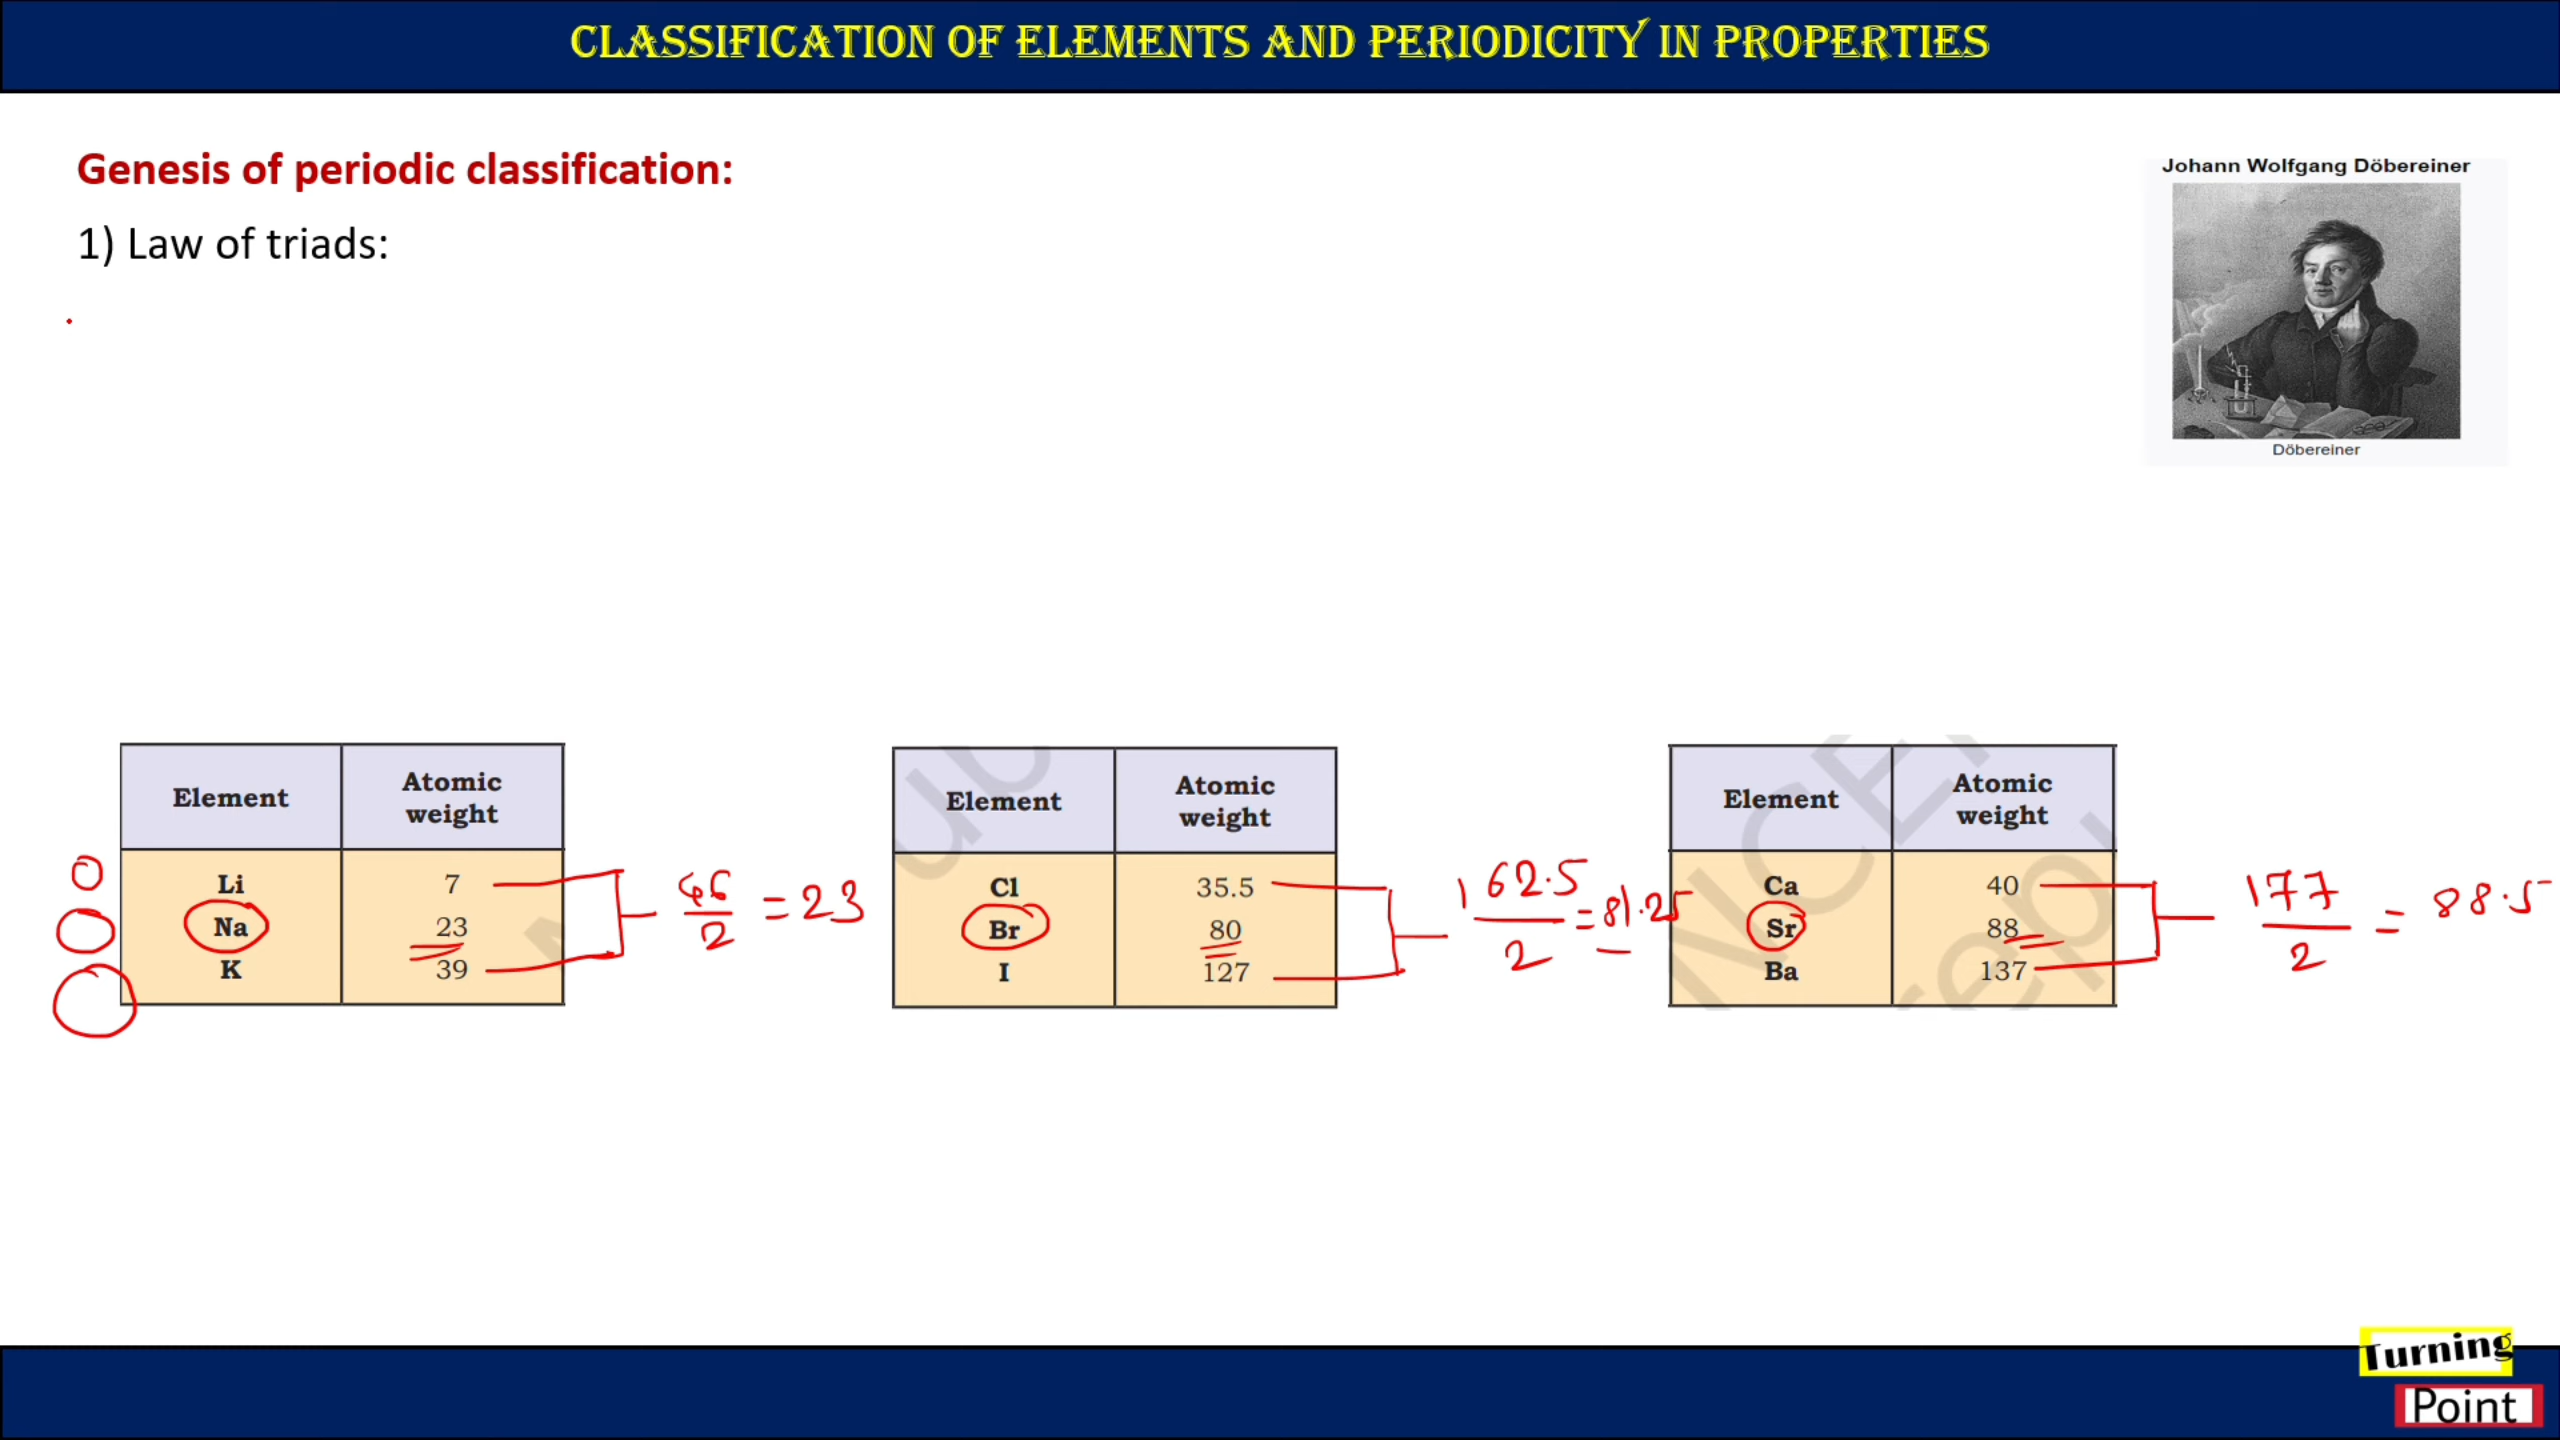 CLASSIFICATION OF ELEMENTS AND PERIODICITY IN PROPERTIES
Genesis of periodic classification:
1) Law of triads:
Johann Wolfgang Döbereiner
Döbereiner
Element Atomic weight
Li 7
Na 23
K 39
46/2 = 23
Element Atomic weight
Cl 35.5
Br 80
I 127
162.5/2 = 81.25
Element Atomic weight
Ca 40
Sr 88
Ba 137
177/2 = 88.5
Turning
Point